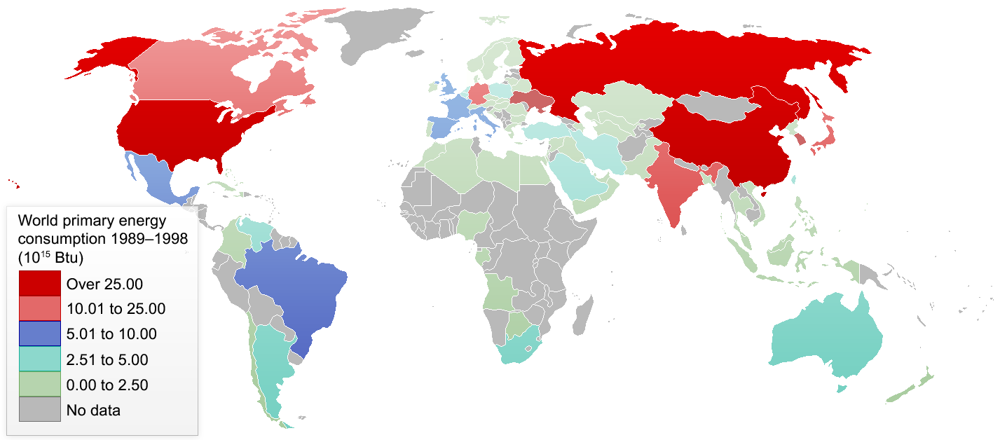 World primary energy
consumption 1989–1998
(10¹⁵ Btu)
Over 25.00
10.01 to 25.00
5.01 to 10.00
2.51 to 5.00
0.00 to 2.50
No data